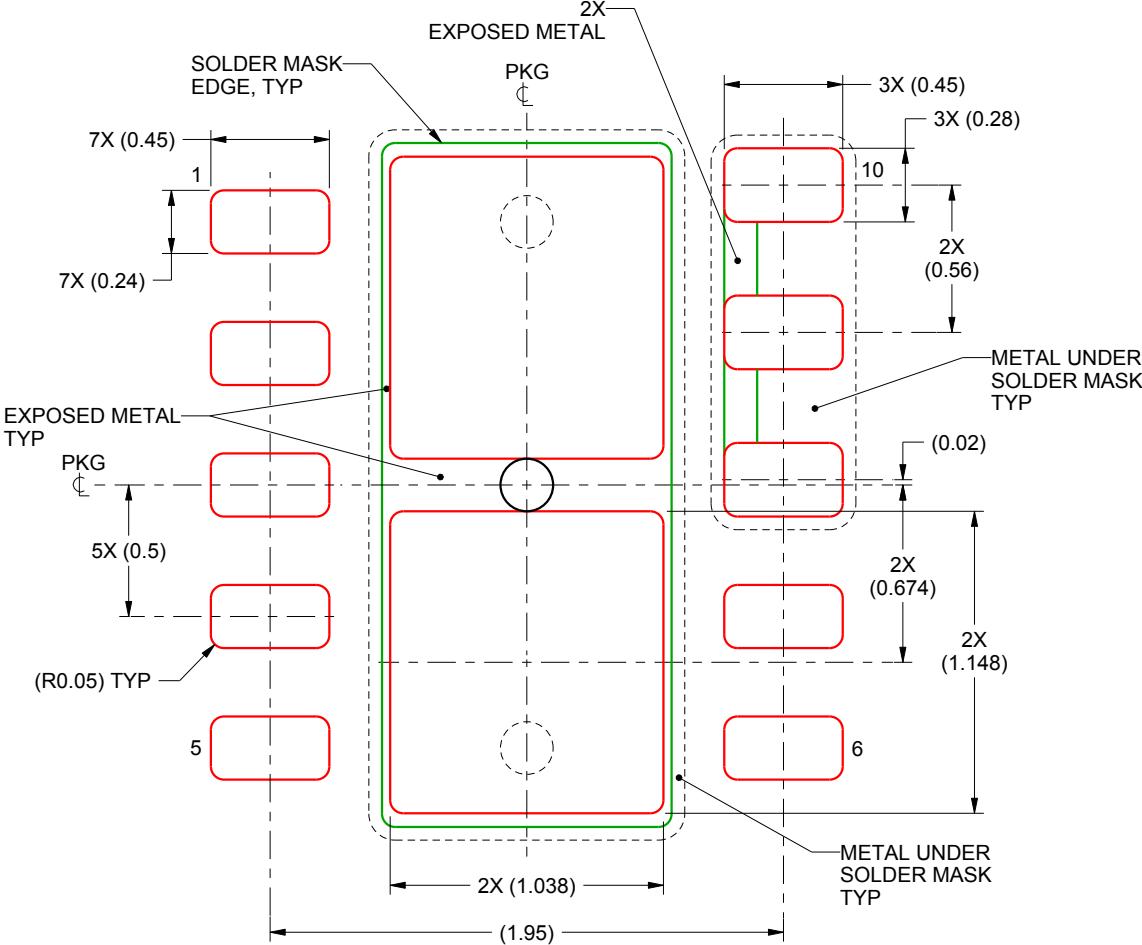 2X
EXPOSED METAL
SOLDER MASK
EDGE, TYP
PKG
3X (0.45)
3X (0.28)
7X (0.45)
1
10
7X (0.24)
2X
(0.56)
METAL UNDER
SOLDER MASK
TYP
EXPOSED METAL
TYP
(0.02)
PKG
5X (0.5)
2X
(0.674)
2X
(1.148)
(R0.05) TYP
5
6
METAL UNDER
SOLDER MASK
TYP
2X (1.038)
(1.95)